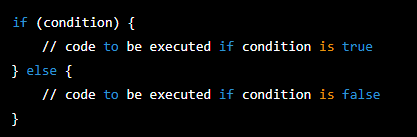 if (condition) {
    // code to be executed if condition is true
} else {
    // code to be executed if condition is false
}